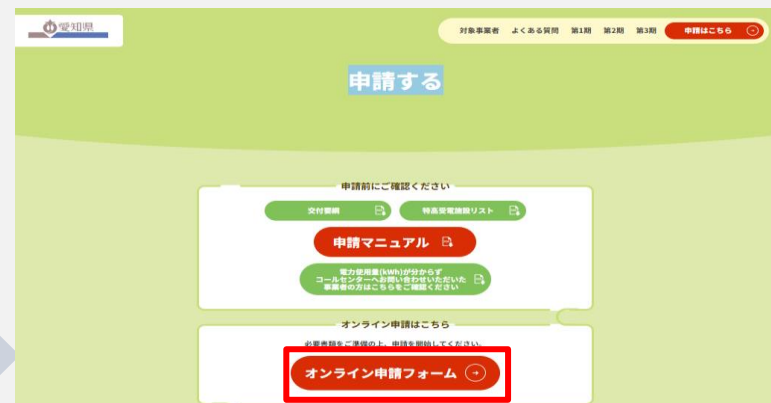 愛知県
対象事業者 よくある質問 第1期 第2期 第3期 申請はこちら
申請する
申請前にご確認ください
交付要綱 特高受電施設リスト
申請マニュアル
電力使用量(kWh)が分からず
コールセンターへお問い合わせいただいた
事業者の方はこちらをご確認ください
オンライン申請はこちら
必要書類をご準備の上、申請を開始してください。
オンライン申請フォーム